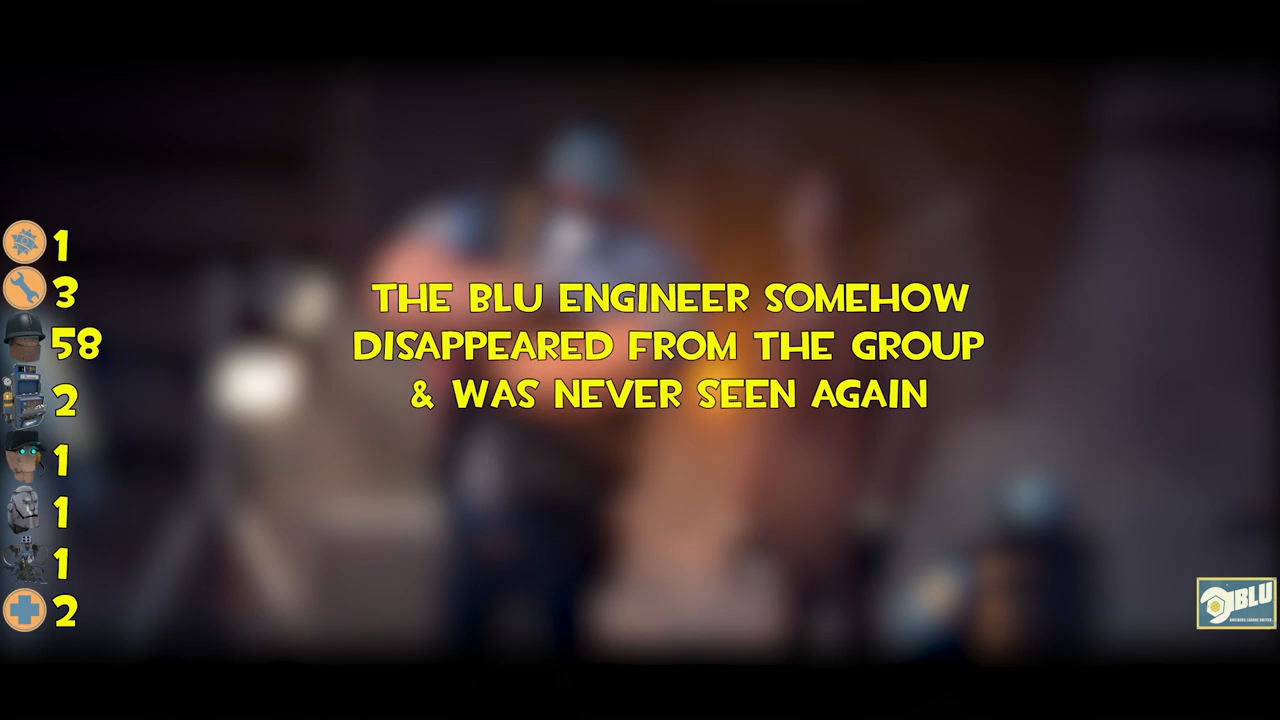 1
3
58
2
1
1
1
2
THE BLU ENGINEER SOMEHOW
DISAPPEARED FROM THE GROUP
& WAS NEVER SEEN AGAIN
BLU